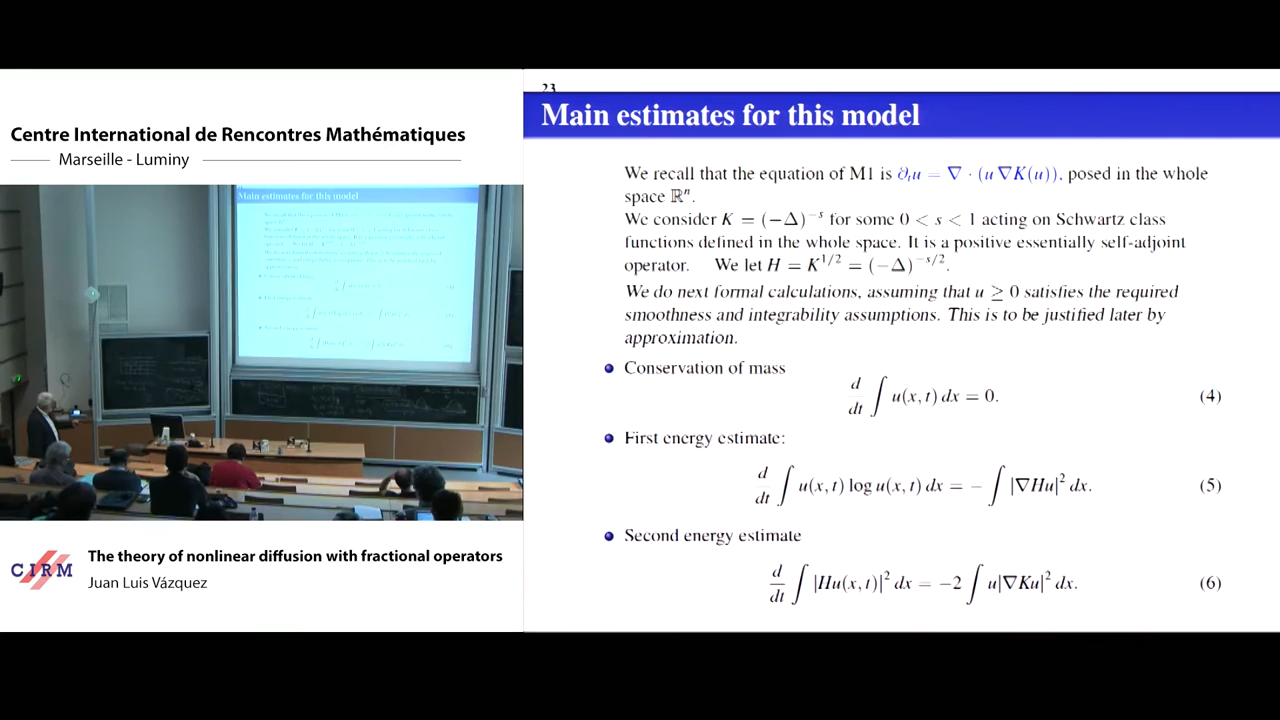 Centre International de Rencontres Mathématiques
Marseille - Luminy
Main estimates for this model
CIRM
The theory of nonlinear diffusion with fractional operators
Juan Luis Vázquez
23
Main estimates for this model
We recall that the equation of M1 is ∂ₜu = ∇ · (u ∇K(u)), posed in the whole
space ℝⁿ.
We consider K = (−Δ)⁻ˢ for some 0 < s < 1 acting on Schwartz class
functions defined in the whole space. It is a positive essentially self-adjoint
operator. We let H = K^{1/2} = (−Δ)^{−s/2}.
We do next formal calculations, assuming that u ≥ 0 satisfies the required
smoothness and integrability assumptions. This is to be justified later by
approximation.
Conservation of mass
d/dt ∫ u(x, t) dx = 0. (4)
First energy estimate:
d/dt ∫ u(x, t) log u(x, t) dx = − ∫ |∇Hu|² dx. (5)
Second energy estimate
d/dt ∫ |Hu(x, t)|² dx = −2 ∫ u|∇Ku|² dx. (6)